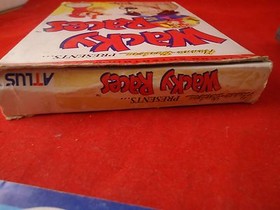 Hanna-Barbera
PRESENTS...
WACKY
RACES
Hanna-Barbera
PRESENTS...
WACKY RACES
ATLUS